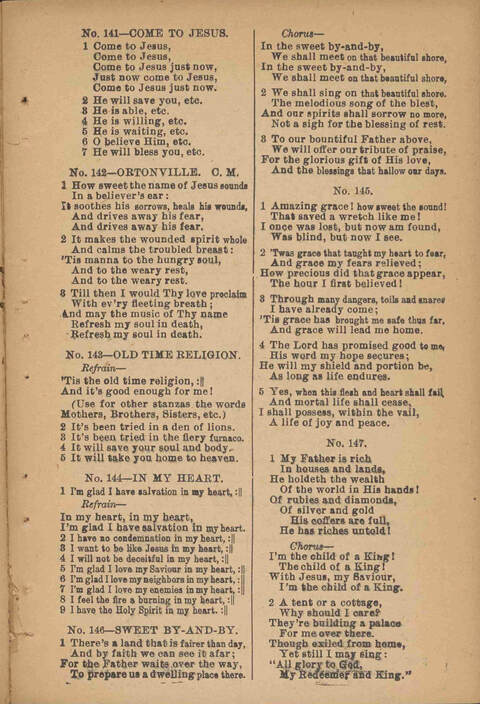 No. 141—COME TO JESUS.
1 Come to Jesus,
Come to Jesus,
Come to Jesus just now,
Just now come to Jesus,
Come to Jesus just now.
2 He will save you, etc.
3 He is able, etc.
4 He is willing, etc.
5 He is waiting, etc.
6 O believe Him, etc.
7 He will bless you, etc.
No. 142—ORTONVILLE. C. M.
1 How sweet the name of Jesus sounds
In a believer's ear:
It soothes his sorrows, heals his wounds,
And drives away his fear,
And drives away his fear.
2 It makes the wounded spirit whole
And calms the troubled breast:
'Tis manna to the hungry soul,
And to the weary rest,
And to the weary rest.
3 Till then I would Thy love proclaim
With ev'ry fleeting breath;
And may the music of Thy name
Refresh my soul in death,
Refresh my soul in death.
No. 143—OLD TIME RELIGION.
Refrain—
'Tis the old time religion, :||
And it's good enough for me!
(Use for other stanzas the words
Mothers, Brothers, Sisters, etc.)
2 It's been tried in a den of lions.
3 It's been tried in the fiery furnace.
4 It will save your soul and body.
5 It will take you home to heaven.
No. 144—IN MY HEART.
1 I'm glad I have salvation in my heart, :||
Refrain—
In my heart, in my heart,
I'm glad I have salvation in my heart.
2 I have no condemnation in my heart; :||
3 I want to be like Jesus in my heart; :||
4 I will not be deceitful in my heart; :||
5 I'm glad I love my Saviour in my heart; :||
6 I'm glad I love my neighbors in my heart; :||
7 I'm glad I love my enemies in my heart; :||
8 I feel the fire a burning in my heart; :||
9 I have the Holy Spirit in my heart. :||
No. 146—SWEET BY-AND-BY.
1 There's a land that is fairer than day,
And by faith we can see it afar;
For the Father waits over the way,
To prepare us a dwelling place there.
Chorus—
In the sweet by-and-by,
We shall meet on that beautiful shore,
In the sweet by-and-by,
We shall meet on that beautiful shore.
2 We shall sing on that beautiful shore,
The melodious song of the blest,
And our spirits shall sorrow no more,
Not a sigh for the blessing of rest.
3 To our bountiful Father above,
We will offer our tribute of praise,
For the glorious gift of His love,
And the blessings that hallow our days.
No. 145.
1 Amazing grace! how sweet the sound!
That saved a wretch like me!
I once was lost, but now am found,
Was blind, but now I see.
2 'Twas grace that taught my heart to fear,
And grace my fears relieved;
How precious did that grace appear,
The hour I first believed!
3 Through many dangers, toils and snares
I have already come;
'Tis grace has brought me safe thus far,
And grace will lead me home.
4 The Lord has promised good to me,
His word my hope secures;
He will my shield and portion be,
As long as life endures.
5 Yes, when this flesh and heart shall fail,
And mortal life shall cease,
I shall possess, within the vail,
A life of joy and peace.
No. 147.
1 My Father is rich
In houses and lands,
He holdeth the wealth
Of the world in His hands!
Of rubies and diamonds,
Of silver and gold
His coffers are full,
He has riches untold!
Chorus—
I'm the child of a King!
The child of a King!
With Jesus, my Saviour,
I'm the child of a King.
2 A tent or a cottage,
Why should I care?
They're building a palace
For me over there.
Though exiled from home,
Yet still I may sing:
"All glory to God,
My Redeemer and King."